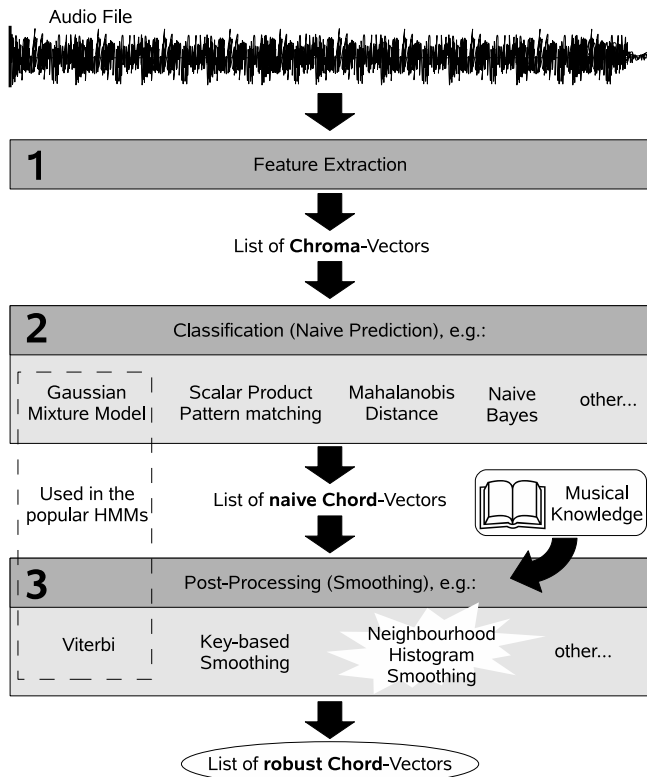 Audio File
1
Feature Extraction
List of Chroma-Vectors
2
Classification (Naive Prediction), e.g.:
Gaussian
Mixture Model
Scalar Product
Pattern matching
Mahalanobis
Distance
Naive
Bayes
other...
Used in the
popular HMMs
List of naive Chord-Vectors
Musical
Knowledge
3
Post-Processing (Smoothing), e.g.:
Viterbi
Key-based
Smoothing
Neighbourhood
Histogram
Smoothing
other...
List of robust Chord-Vectors